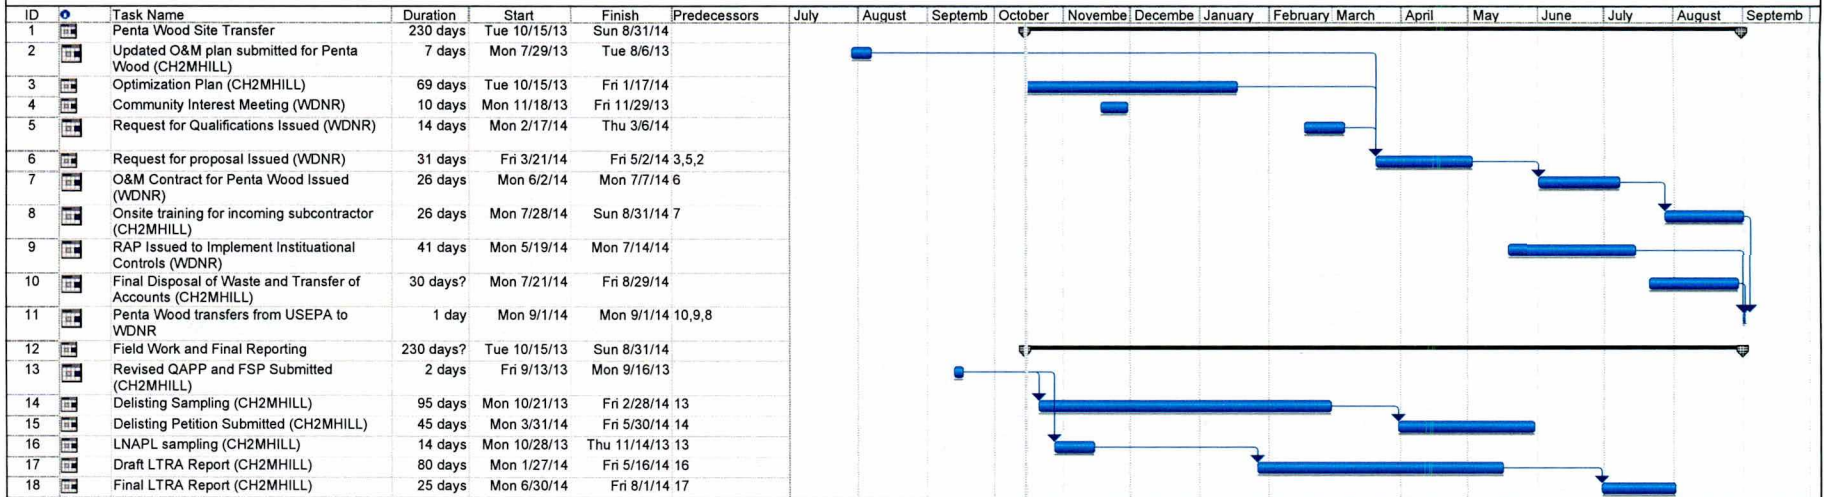 ID Task Name Duration Start Finish Predecessors July August Septemb October Novembe Decembe January February March April May June July August Septemb
1 Penta Wood Site Transfer 230 days Tue 10/15/13 Sun 8/31/14
2 Updated O&M plan submitted for Penta 7 days Mon 7/29/13 Tue 8/6/13
Wood (CH2MHILL)
3 Optimization Plan (CH2MHILL) 69 days Tue 10/15/13 Fri 1/17/14
4 Community Interest Meeting (WDNR) 10 days Mon 11/18/13 Fri 11/29/13
5 Request for Qualifications Issued (WDNR) 14 days Mon 2/17/14 Thu 3/6/14
6 Request for proposal Issued (WDNR) 31 days Fri 3/21/14 Fri 5/2/14 3,5,2
7 O&M Contract for Penta Wood Issued 26 days Mon 6/2/14 Mon 7/7/14 6
(WDNR)
8 Onsite training for incoming subcontractor 26 days Mon 7/28/14 Sun 8/31/14 7
(CH2MHILL)
9 RAP Issued to Implement Instituational 41 days Mon 5/19/14 Mon 7/14/14
Controls (WDNR)
10 Final Disposal of Waste and Transfer of 30 days? Mon 7/21/14 Fri 8/29/14
Accounts (CH2MHILL)
11 Penta Wood transfers from USEPA to 1 day Mon 9/1/14 Mon 9/1/14 10,9,8
WDNR
12 Field Work and Final Reporting 230 days? Tue 10/15/13 Sun 8/31/14
13 Revised QAPP and FSP Submitted 2 days Fri 9/13/13 Mon 9/16/13
(CH2MHILL)
14 Delisting Sampling (CH2MHILL) 95 days Mon 10/21/13 Fri 2/28/14 13
15 Delisting Petition Submitted (CH2MHILL) 45 days Mon 3/31/14 Fri 5/30/14 14
16 LNAPL sampling (CH2MHILL) 14 days Mon 10/28/13 Thu 11/14/13 13
17 Draft LTRA Report (CH2MHILL) 80 days Mon 1/27/14 Fri 5/16/14 16
18 Final LTRA Report (CH2MHILL) 25 days Mon 6/30/14 Fri 8/1/14 17